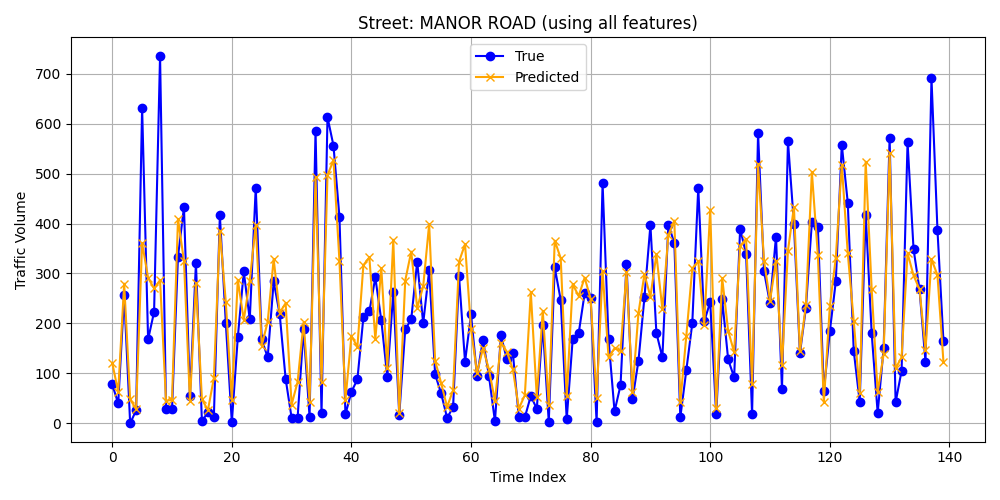 Street: MANOR ROAD (using all features)
True
Predicted
Traffic Volume
700
600
500
400
300
200
100
0
0 20 40 60 80 100 120 140
Time Index